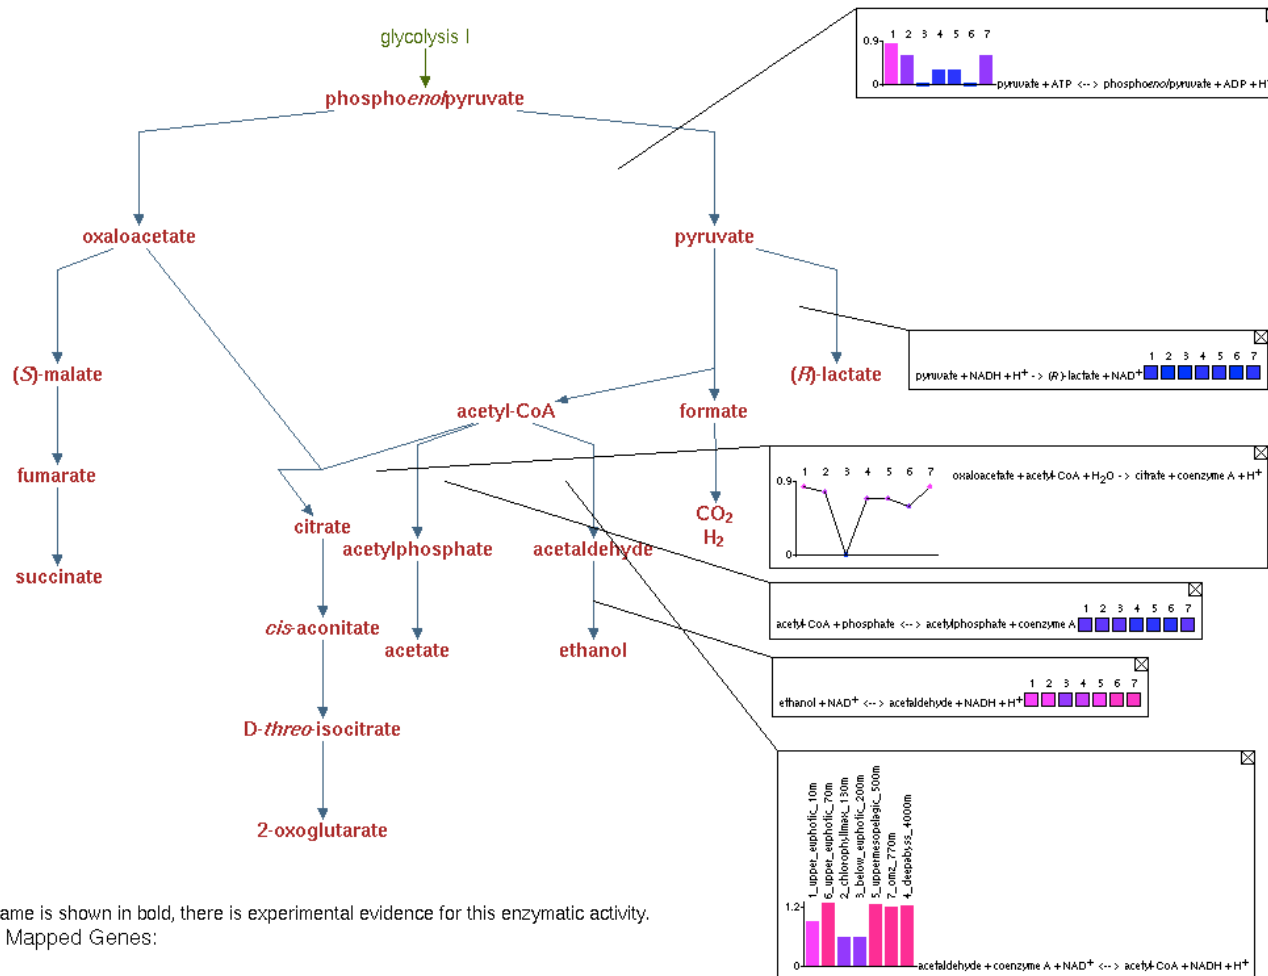 glycolysis I
phosphoenolpyruvate
oxaloacetate
pyruvate
(S)-malate
(R)-lactate
acetyl-CoA
formate
fumarate
citrate
CO2
H2
acetylphosphate
acetaldehyde
succinate
cis-aconitate
acetate
ethanol
D-threo-isocitrate
2-oxoglutarate
ame is shown in bold, there is experimental evidence for this enzymatic activity.
Mapped Genes:
1 2 3 4 5 6 7
0.9
0
pyruvate + ATP <--> phosphoenolpyruvate + ADP + H+
1 2 3 4 5 6 7
pyruvate + NADH + H+ -> (R)-lactate + NAD+
1 2 3 4 5 6 7
oxaloacetate + acetyl-CoA + H2O -> citrate + coenzyme A + H+
0.9
0
1 2 3 4 5 6 7
acetyl-CoA + phosphate <--> acetylphosphate + coenzyme A
1 2 3 4 5 6 7
ethanol + NAD+ <--> acetaldehyde + NADH + H+
1_upper_euphotic_10m
6_upper_euphotic_70m
2_chlorophyllmax_130m
3_below_euphotic_200m
5_uppermesopelagic_500m
7_omz_770m
4_deepabyss_4000m
1.2
0
acetaldehyde + coenzyme A + NAD+ <--> acetyl-CoA + NADH + H+